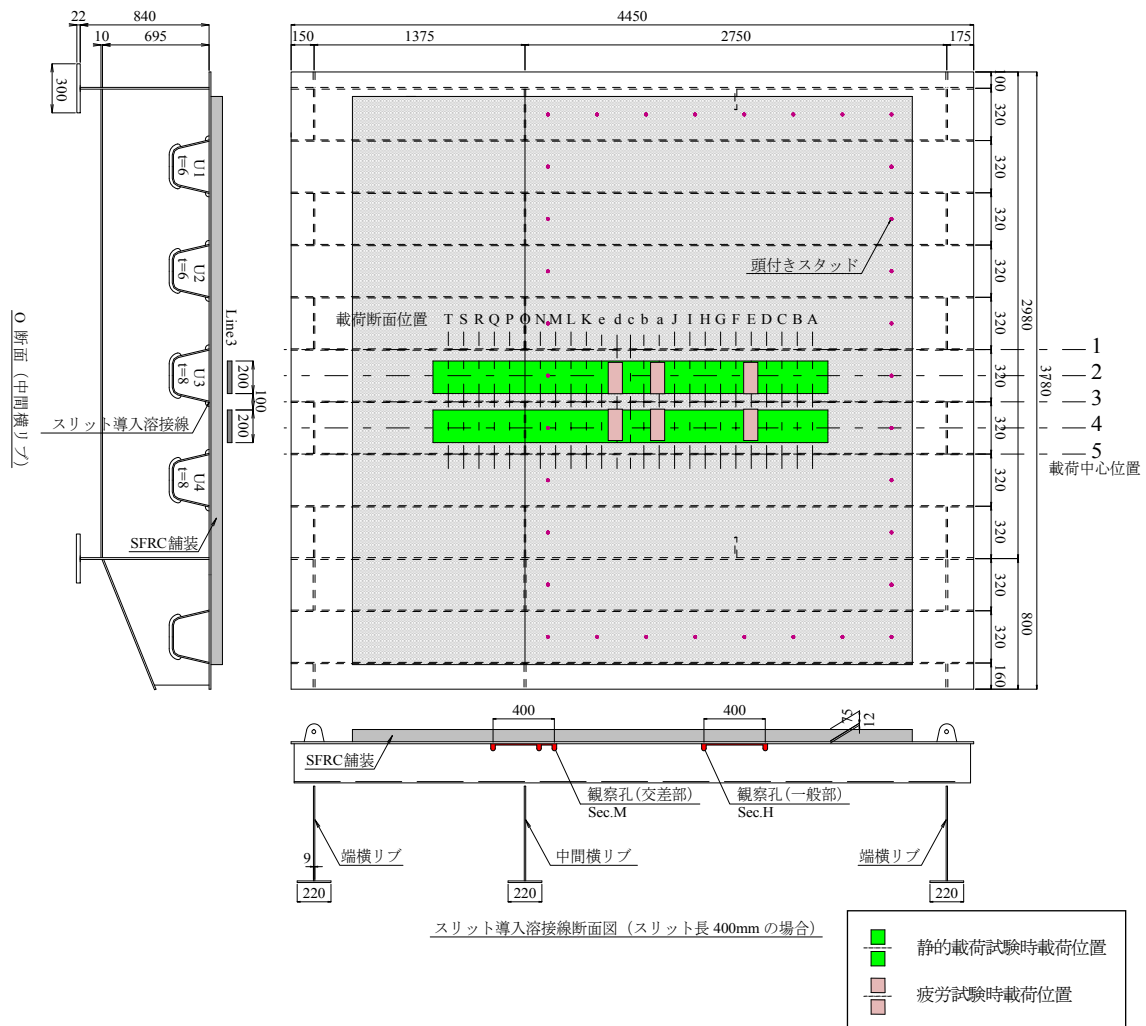 22
840
10
695
300
4450
150
1375
2750
175
100
320
320
320
320
320
320
320
320
320
320
320
160
2980
3780
800
U1
t=6
U2
t=6
U3
t=8
U4
t=8
Line3
200
100
200
スリット導入溶接線
SFRC舗装
O 断面（中間横リブ）
頭付きスタッド
載荷断面位置
T S R Q P O N M L K e d c b a J I H G F E D C B A
1
2
3
4
5
載荷中心位置
400
400
75
12
SFRC舗装
観察孔(交差部)
Sec.M
観察孔(一般部)
Sec.H
9
端横リブ
中間横リブ
端横リブ
220
220
220
スリット導入溶接線断面図（スリット長 400mm の場合）
静的載荷試験時載荷位置
疲労試験時載荷位置